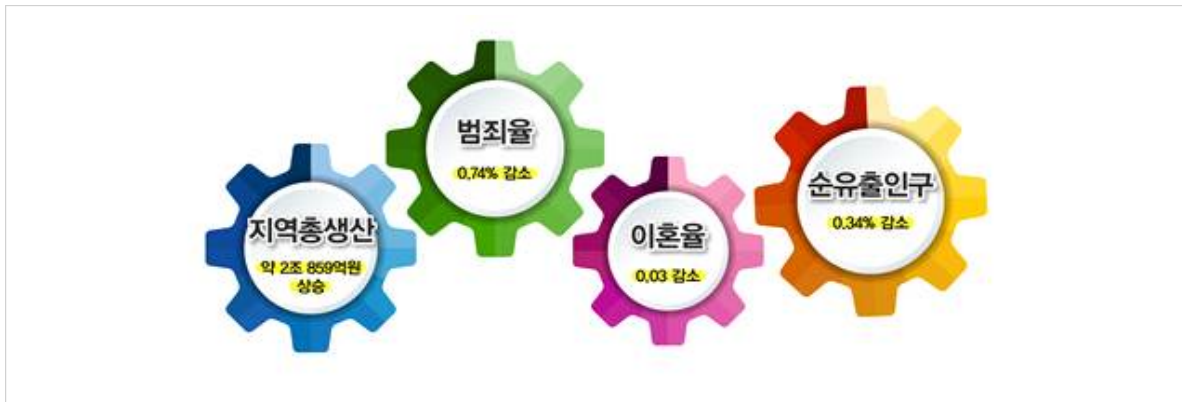 지역총생산
약 2조 859억원
상승
범죄율
0.74% 감소
이혼율
0.03 감소
순유출인구
0.34% 감소